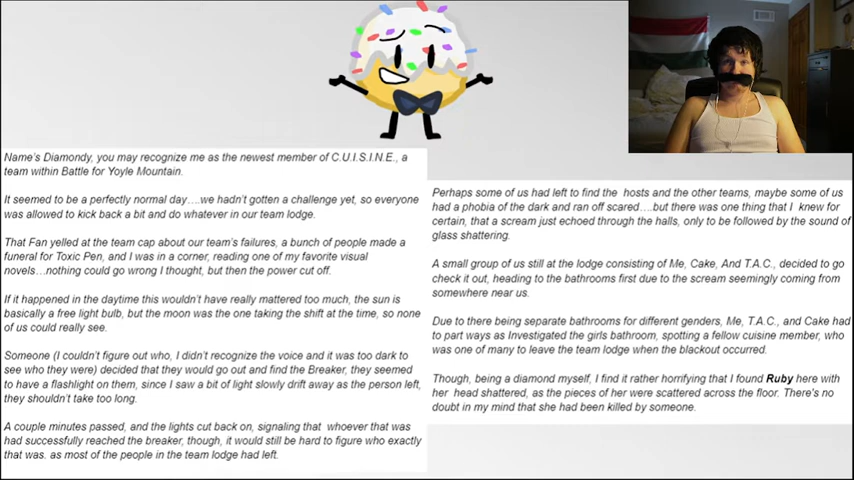 Name's Diamondy, you may recognize me as the newest member of C.U.I.S.I.N.E., a
team within Battle for Yoyle Mountain.
It seemed to be a perfectly normal day….we hadn't gotten a challenge yet, so everyone
was allowed to kick back a bit and do whatever in our team lodge.
That Fan yelled at the team cap about our team's failures, a bunch of people made a
funeral for Toxic Pen, and I was in a corner, reading one of my favorite visual
novels…nothing could go wrong I thought, but then the power cut off.
If it happened in the daytime this wouldn't have really mattered too much, the sun is
basically a free light bulb, but the moon was the one taking the shift at the time, so none
of us could really see.
Someone (I couldn't figure out who, I didn't recognize the voice and it was too dark to
see who they were) decided that they would go out and find the Breaker, they seemed
to have a flashlight on them, since I saw a bit of light slowly drift away as the person left,
they shouldn't take too long.
A couple minutes passed, and the lights cut back on, signaling that whoever that was
had successfully reached the breaker, though, it would still be hard to figure who exactly
that was. as most of the people in the team lodge had left.
Perhaps some of us had left to find the hosts and the other teams, maybe some of us
had a phobia of the dark and ran off scared….but there was one thing that I knew for
certain, that a scream just echoed through the halls, only to be followed by the sound of
glass shattering.
A small group of us still at the lodge consisting of Me, Cake, And T.A.C., decided to go
check it out, heading to the bathrooms first due to the scream seemingly coming from
somewhere near us.
Due to there being separate bathrooms for different genders, Me, T.A.C., and Cake had
to part ways as Investigated the girls bathroom, spotting a fellow cuisine member, who
was one of many to leave the team lodge when the blackout occurred.
Though, being a diamond myself, I find it rather horrifying that I found Ruby here with
her head shattered, as the pieces of her were scattered across the floor. There's no
doubt in my mind that she had been killed by someone.